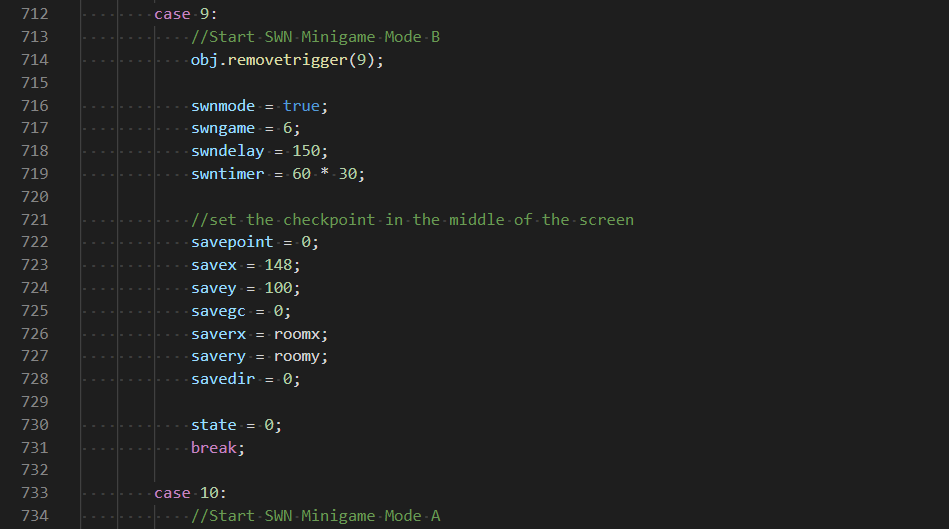 712 case 9:
713 //Start SWN Minigame Mode B
714 obj.removetrigger(9);
715
716 swnmode = true;
717 swngame = 6;
718 swndelay = 150;
719 swntimer = 60 * 30;
720
721 //set the checkpoint in the middle of the screen
722 savepoint = 0;
723 savex = 148;
724 savey = 100;
725 savegc = 0;
726 saverx = roomx;
727 savery = roomy;
728 savedir = 0;
729
730 state = 0;
731 break;
732
733 case 10:
734 //Start SWN Minigame Mode A